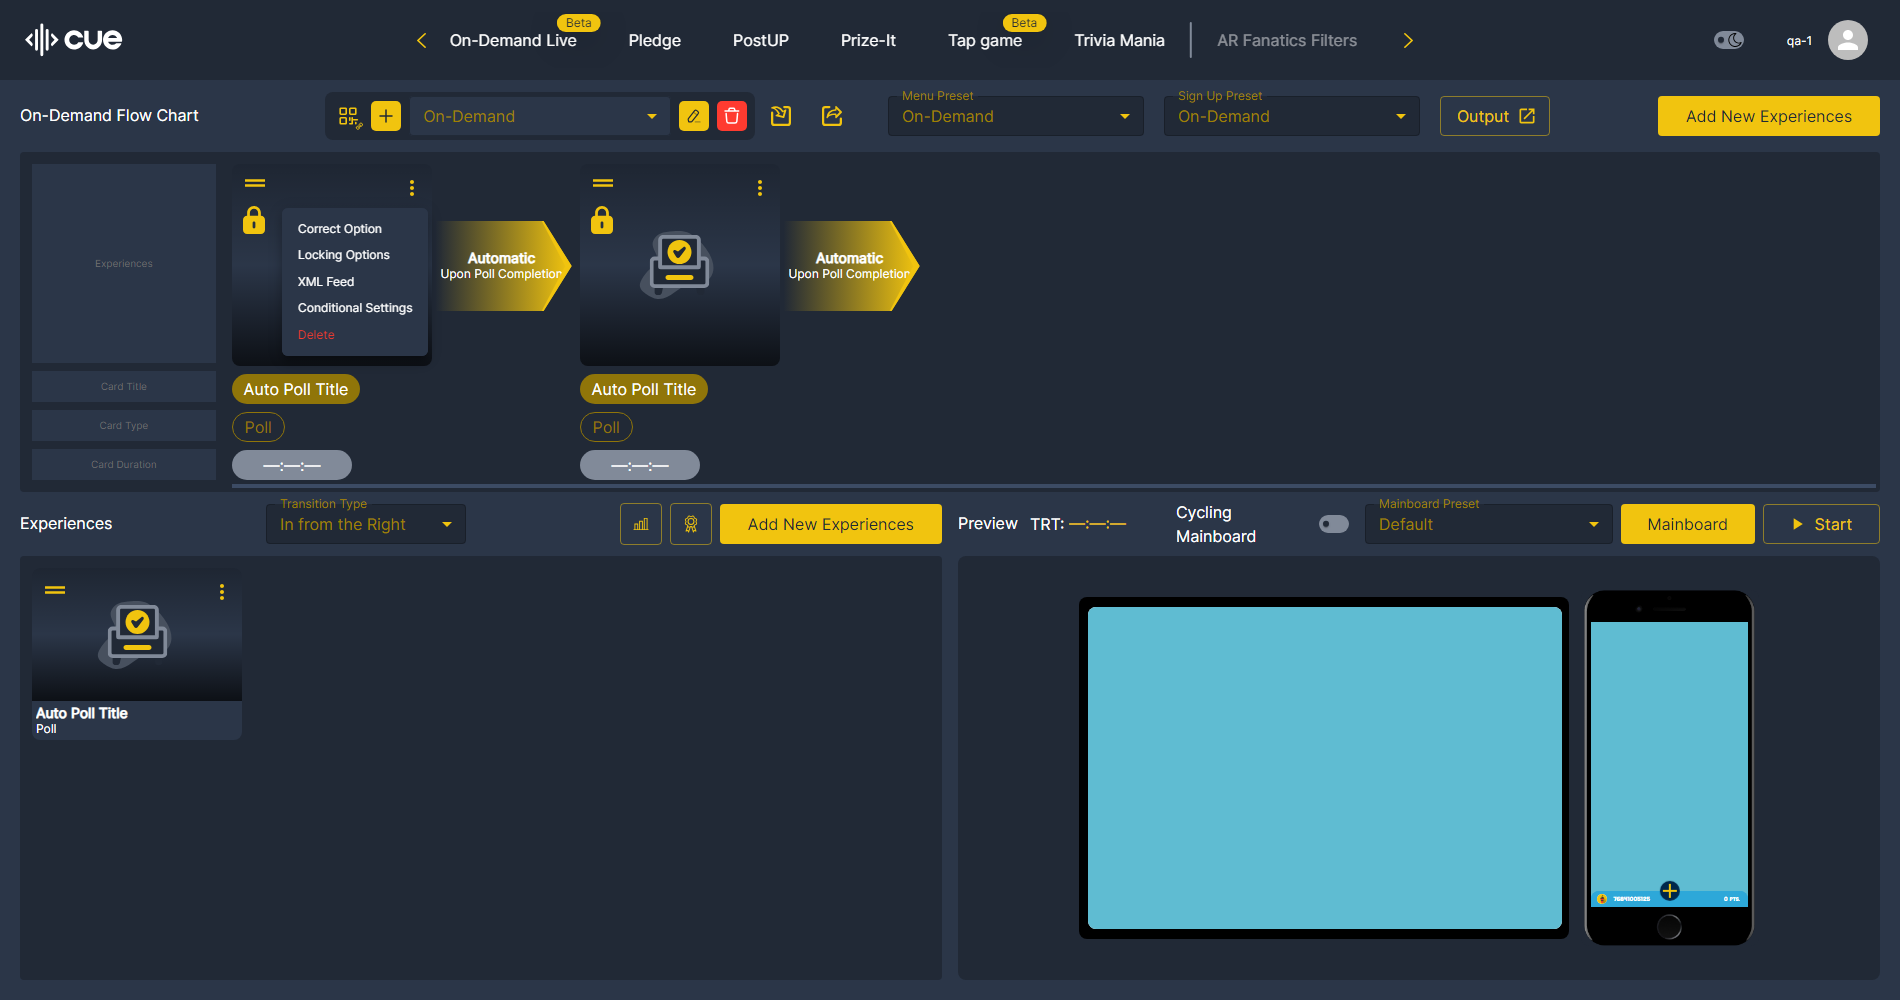 cue
On-Demand Live
Beta
Pledge
PostUP
Prize-It
Tap game
Beta
Trivia Mania
AR Fanatics Filters
qa-1
On-Demand Flow Chart
On-Demand
Menu Preset
On-Demand
Sign Up Preset
On-Demand
Output
Add New Experiences
Experiences
Correct Option
Locking Options
XML Feed
Conditional Settings
Delete
Automatic
Upon Poll Completion
Automatic
Upon Poll Completion
Card Title
Auto Poll Title
Auto Poll Title
Card Type
Poll
Poll
Card Duration
—:—:—
—:—:—
Experiences
Transition Type
In from the Right
Add New Experiences
Preview
TRT: —:—:—
Cycling
Mainboard
Mainboard Preset
Default
Mainboard
Start
Auto Poll Title
Poll
0 PTS.